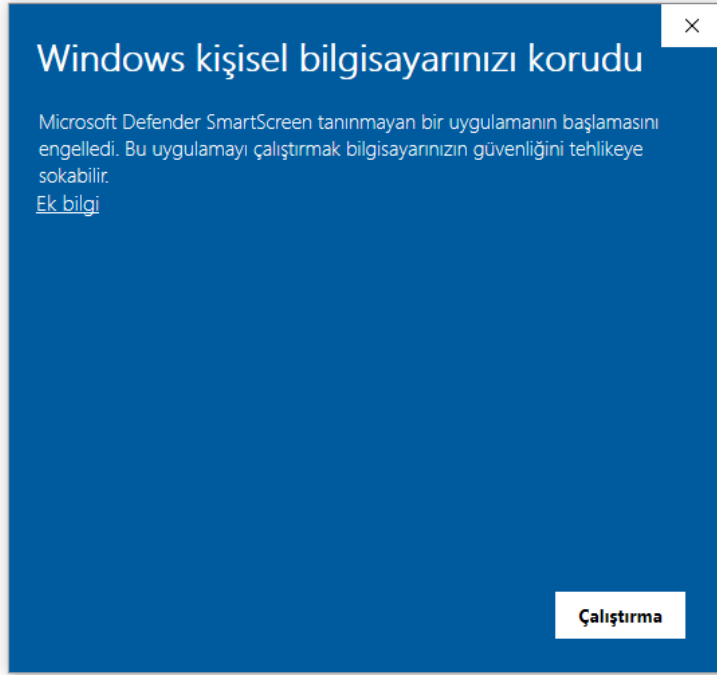 Windows kişisel bilgisayarınızı korudu
Microsoft Defender SmartScreen tanınmayan bir uygulamanın başlamasını
engelledi. Bu uygulamayı çalıştırmak bilgisayarınızın güvenliğini tehlikeye
sokabilir.
Ek bilgi
Çalıştırma